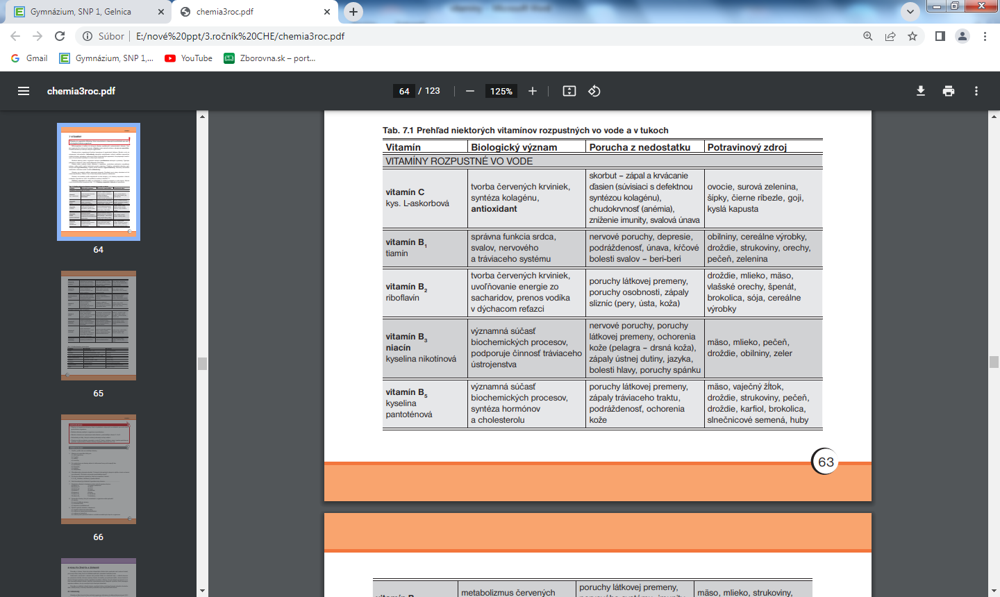 Gymnázium, SNP 1, Gelnica
chemia3roc.pdf
Súbor E:/nové%20ppt/3.ročník%20CHE/chemia3roc.pdf
Gmail Gymnázium, SNP 1,... YouTube Zborovna.sk – port...
chemia3roc.pdf 64 / 123 125%
64
65
66
Tab. 7.1 Prehľad niektorých vitamínov rozpustných vo vode a v tukoch
Vitamín Biologický význam Porucha z nedostatku Potravinový zdroj
VITAMÍNY ROZPUSTNÉ VO VODE
vitamín C
kys. L-askorbová
tvorba červených krviniek,
syntéza kolagénu,
antioxidant
skorbut – zápal a krvácanie
ďasien (súvisiaci s defektnou
syntézou kolagénu),
chudokrvnosť (anémia),
zníženie imunity, svalová únava
ovocie, surová zelenina,
šípky, čierne ribezle, goji,
kyslá kapusta
vitamín B1
tiamín
správna funkcia srdca,
svalov, nervového
a tráviaceho systému
nervové poruchy, depresie,
podráždenosť, únava, kŕčové
bolesti svalov – beri-beri
obilniny, cereálne výrobky,
droždie, strukoviny, orechy,
pečeň, zelenina
vitamín B2
riboflavín
tvorba červených krviniek,
uvoľňovanie energie zo
sacharidov, prenos vodíka
v dýchacom reťazci
poruchy látkovej premeny,
poruchy osobnosti, zápaly
slizníc (pery, ústa, koža)
droždie, mlieko, mäso,
vlašské orechy, špenát,
brokolica, sója, cereálne
výrobky
vitamín B3
niacín
kyselina nikotínová
významná súčasť
biochemických procesov,
podporuje činnosť tráviaceho
ústrojenstva
nervové poruchy, poruchy
látkovej premeny, ochorenia
kože (pelagra – drsná koža),
zápaly ústnej dutiny, jazyka,
bolesti hlavy, poruchy spánku
mäso, mlieko, pečeň,
droždie, obilniny, zeler
vitamín B5
kyselina
pantoténová
významná súčasť
biochemických procesov,
syntéza hormónov
a cholesterolu
poruchy látkovej premeny,
zápaly tráviaceho traktu,
podráždenosť, ochorenia
kože
mäso, vaječný žĺtok,
droždie, strukoviny, pečeň,
droždie, karfiol, brokolica,
slnečnicové semená, huby
63
metabolizmus červených
poruchy látkovej premeny,
mäso, mlieko, strukoviny,